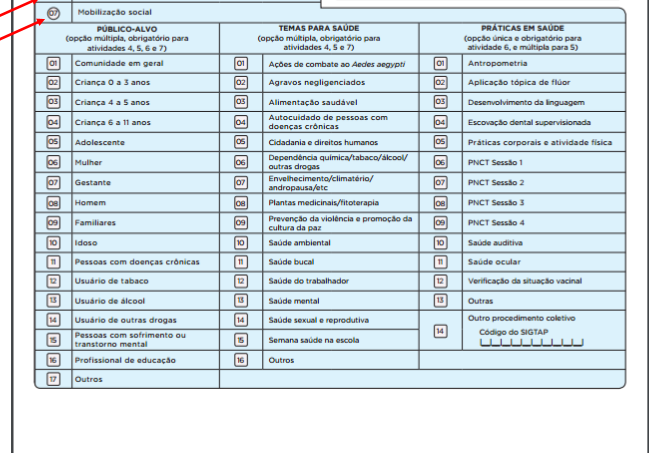 07 Mobilização social
PÚBLICO-ALVO
(opção múltipla, obrigatório para
atividades 4, 5, 6 e 7)
TEMAS PARA SAÚDE
(opção múltipla, obrigatório para
atividades 4, 5 e 7)
PRÁTICAS EM SAÚDE
(opção única e obrigatório para
atividade 6, e múltipla para 5)
01 Comunidade em geral
01 Ações de combate ao Aedes aegypti
01 Antropometria
02 Criança 0 a 3 anos
02 Agravos negligenciados
02 Aplicação tópica de flúor
03 Criança 4 a 5 anos
03 Alimentação saudável
03 Desenvolvimento da linguagem
04 Criança 6 a 11 anos
04 Autocuidado de pessoas com
doenças crônicas
04 Escovação dental supervisionada
05 Adolescente
05 Cidadania e direitos humanos
05 Práticas corporais e atividade física
06 Mulher
06 Dependência química/tabaco/álcool/
outras drogas
06 PNCT Sessão 1
07 Gestante
07 Envelhecimento/climatério/
andropausa/etc
07 PNCT Sessão 2
08 Homem
08 Plantas medicinais/fitoterapia
08 PNCT Sessão 3
09 Familiares
09 Prevenção da violência e promoção da
cultura da paz
09 PNCT Sessão 4
10 Idoso
10 Saúde ambiental
10 Saúde auditiva
11 Pessoas com doenças crônicas
11 Saúde bucal
11 Saúde ocular
12 Usuário de tabaco
12 Saúde do trabalhador
12 Verificação da situação vacinal
13 Usuário de álcool
13 Saúde mental
13 Outras
14 Usuário de outras drogas
14 Saúde sexual e reprodutiva
14 Outro procedimento coletivo
Código do SIGTAP
15 Pessoas com sofrimento ou
transtorno mental
15 Semana saúde na escola
16 Profissional de educação
16 Outros
17 Outros